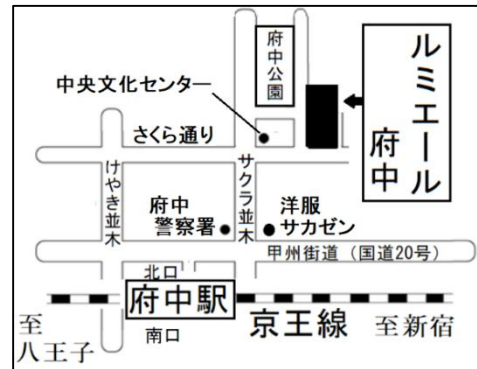 ルミエール
府中
府中公園
中央文化センター
さくら通り
けやき並木
サクラ並木
府中
警察署
洋服
サカゼン
甲州街道（国道20号）
北口
府中駅
南口
京王線
至新宿
至
八王子